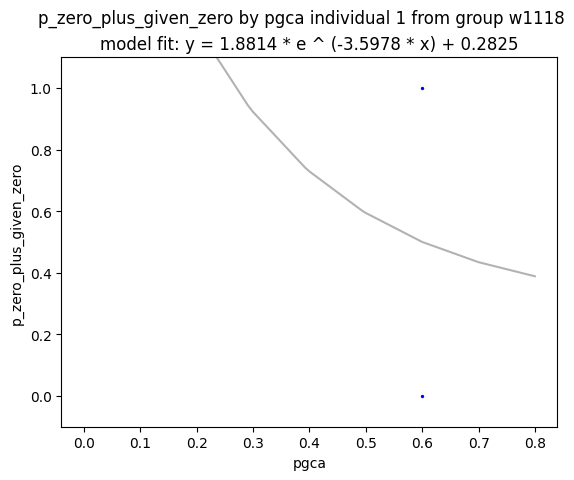 p_zero_plus_given_zero by pgca individual 1 from group w1118
model fit: y = 1.8814 * e ^ (-3.5978 * x) + 0.2825
1.0
0.8
0.6
0.4
0.2
0.0
p_zero_plus_given_zero
0.0 0.1 0.2 0.3 0.4 0.5 0.6 0.7 0.8
pgca